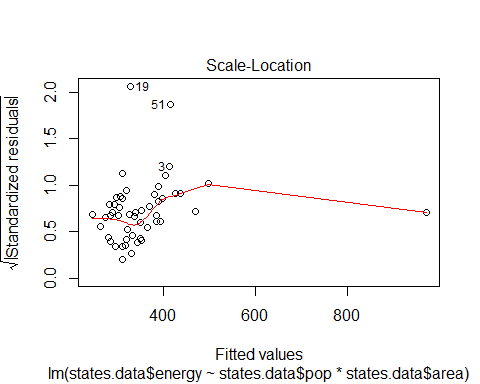 Scale-Location
√|Standardized residuals|
2.0
1.5
1.0
0.5
0.0
19
51
3
400
600
800
Fitted values
lm(states.data$energy ~ states.data$pop * states.data$area)